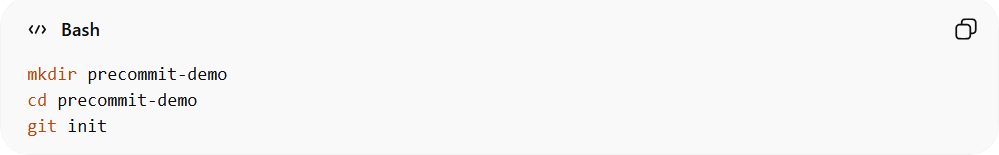 Bash
mkdir precommit-demo
cd precommit-demo
git init